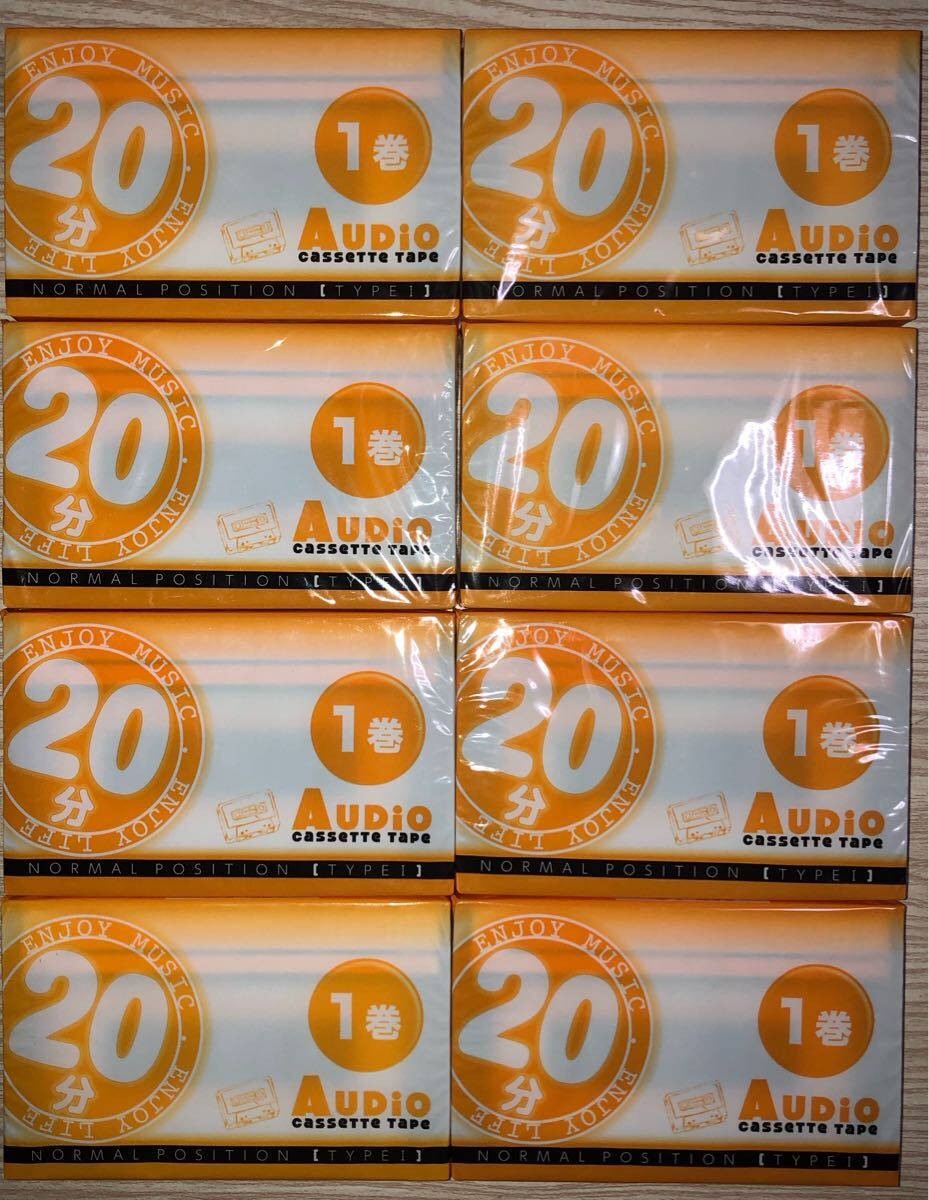 ENJOY MUSIC · ENJOY LIFE
20
分
1巻
AUDiO
cassette tape
NORMAL POSITION 【TYPEⅠ】
ENJOY MUSIC · ENJOY LIFE
20
分
1巻
AUDiO
cassette tape
NORMAL POSITION 【TYPEⅠ】
ENJOY MUSIC · ENJOY LIFE
20
分
1巻
AUDiO
cassette tape
NORMAL POSITION 【TYPEⅠ】
ENJOY MUSIC · ENJOY LIFE
20
分
1巻
AUDiO
cassette tape
NORMAL POSITION 【TYPEⅠ】
ENJOY MUSIC · ENJOY LIFE
20
分
1巻
AUDiO
cassette tape
NORMAL POSITION 【TYPEⅠ】
ENJOY MUSIC · ENJOY LIFE
20
分
1巻
AUDiO
cassette tape
NORMAL POSITION 【TYPEⅠ】
ENJOY MUSIC · ENJOY LIFE
20
分
1巻
AUDiO
cassette tape
NORMAL POSITION 【TYPEⅠ】
ENJOY MUSIC · ENJOY LIFE
20
分
1巻
AUDiO
cassette tape
NORMAL POSITION 【TYPEⅠ】